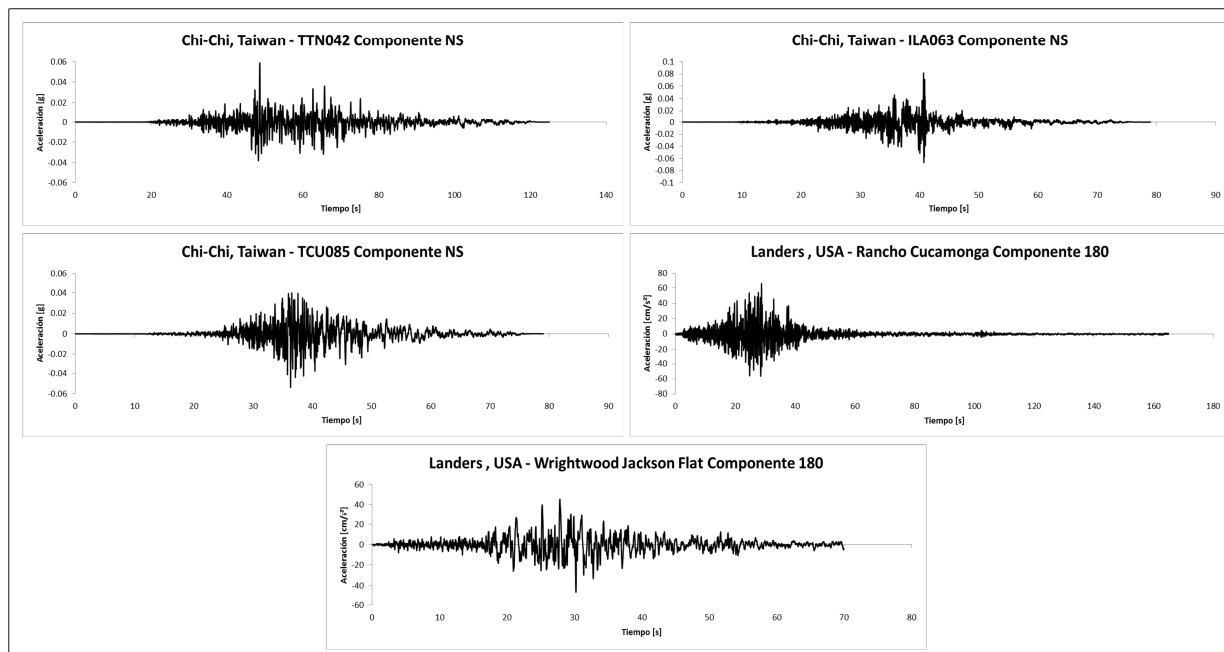 Chi-Chi, Taiwan - TTN042 Componente NS
Aceleración [g]
0.06
0.04
0.02
0
-0.02
-0.04
-0.06
0 20 40 60 80 100 120 140
Tiempo [s]
Chi-Chi, Taiwan - ILA063 Componente NS
Aceleración [g]
0.1
0.08
0.06
0.04
0.02
0
-0.02
-0.04
-0.06
-0.08
-0.1
0 10 20 30 40 50 60 70 80 90
Tiempo [s]
Chi-Chi, Taiwan - TCU085 Componente NS
Aceleración [g]
0.06
0.04
0.02
0
-0.02
-0.04
-0.06
0 10 20 30 40 50 60 70 80 90
Tiempo [s]
Landers , USA - Rancho Cucamonga Componente 180
Aceleración [cm/s²]
80
60
40
20
0
-20
-40
-60
-80
0 20 40 60 80 100 120 140 160 180
Tiempo [s]
Landers , USA - Wrightwood Jackson Flat Componente 180
Aceleración [cm/s²]
60
40
20
0
-20
-40
-60
0 10 20 30 40 50 60 70 80
Tiempo [s]